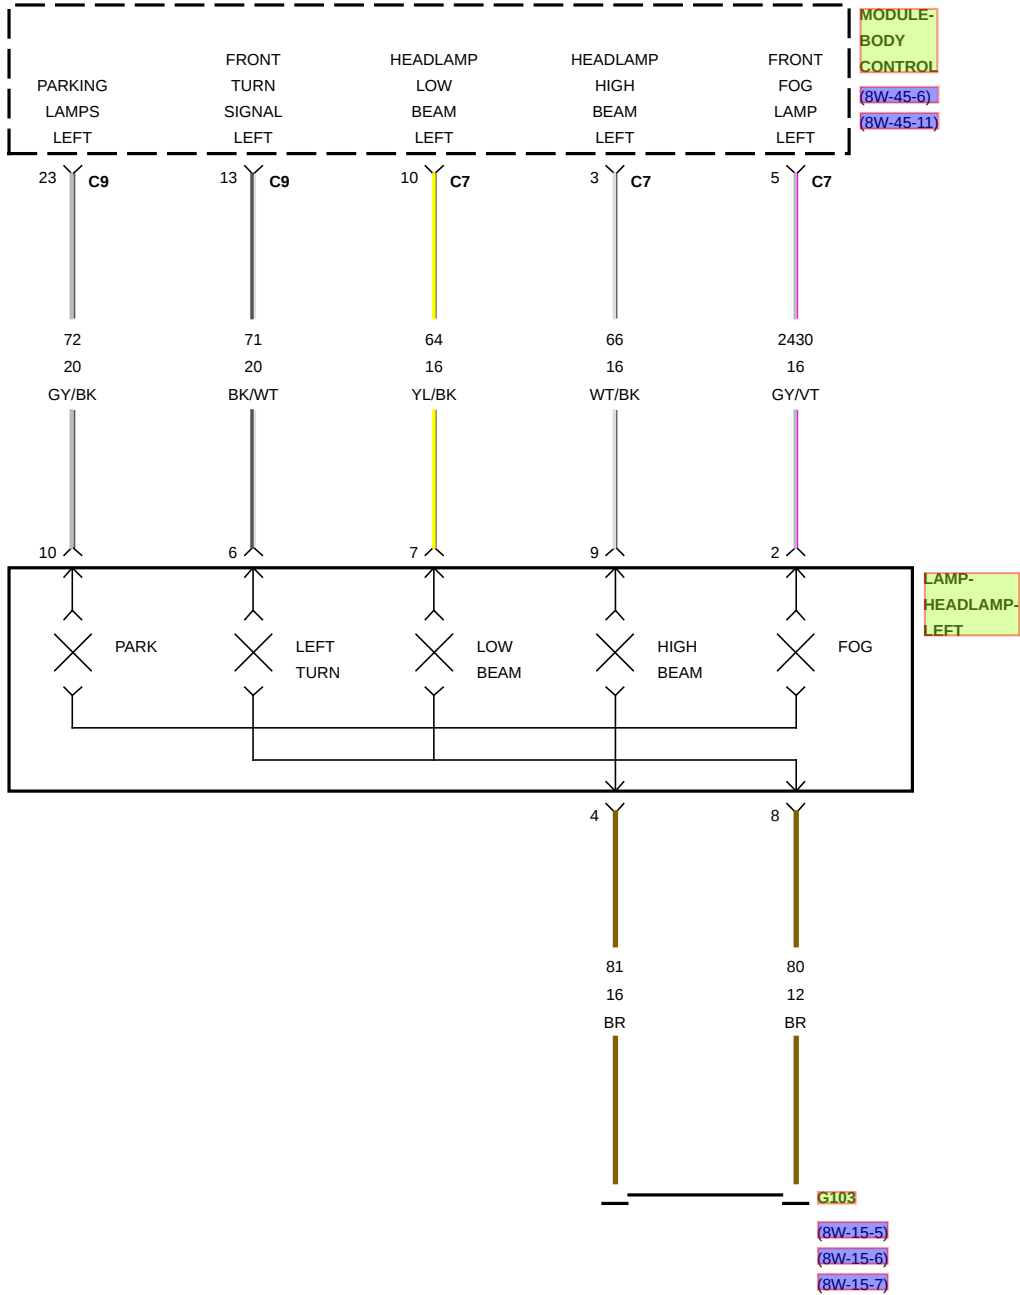 PARKING
LAMPS
LEFT
FRONT
TURN
SIGNAL
LEFT
HEADLAMP
LOW
BEAM
LEFT
HEADLAMP
HIGH
BEAM
LEFT
FRONT
FOG
LAMP
LEFT
MODULE-
BODY
CONTROL
(8W-45-6)
(8W-45-11)
23 C9
13 C9
10 C7
3 C7
5 C7
72
20
GY/BK
71
20
BK/WT
64
16
YL/BK
66
16
WT/BK
2430
16
GY/VT
10
6
7
9
2
LAMP-
HEADLAMP-
LEFT
PARK
LEFT
TURN
LOW
BEAM
HIGH
BEAM
FOG
4
8
81
16
BR
80
12
BR
G103
(8W-15-5)
(8W-15-6)
(8W-15-7)